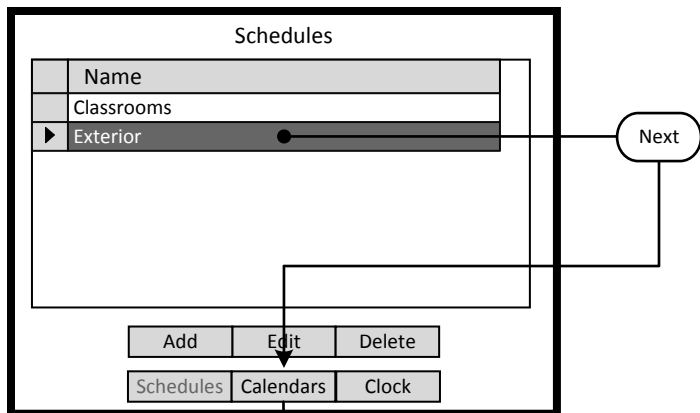 Schedules
Name
Classrooms
Exterior
Next
Add Edit Delete
Schedules Calendars Clock